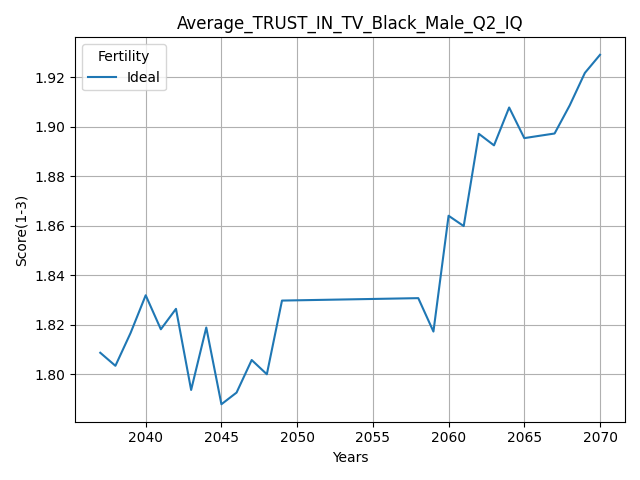 Average_TRUST_IN_TV_Black_Male_Q2_IQ
Fertility
Ideal
Score(1-3)
1.92
1.90
1.88
1.86
1.84
1.82
1.80
2040 2045 2050 2055 2060 2065 2070
Years